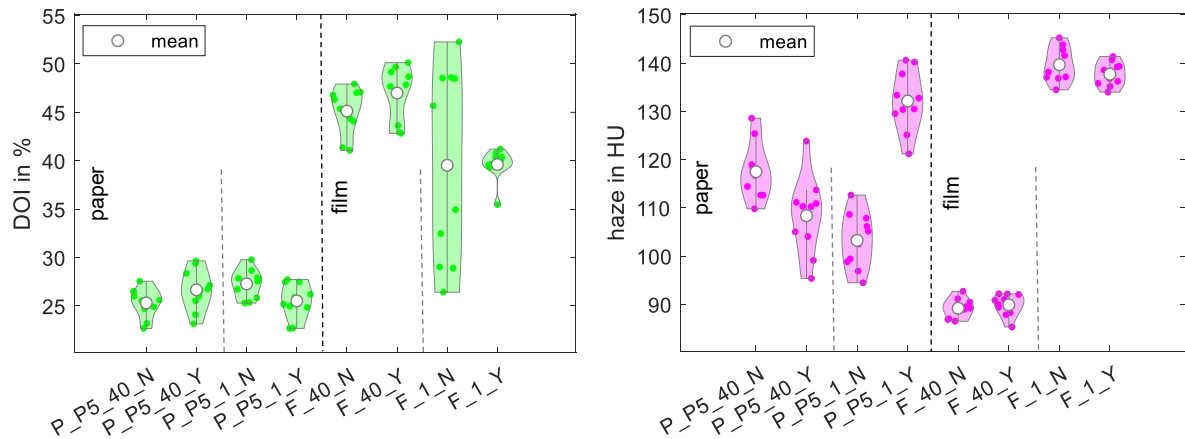 55
50
45
40
35
30
25
DOI in %
mean
paper
film
P_P5_40_N
P_P5_40_Y
P_P5_1_N
P_P5_1_Y
F_40_N
F_40_Y
F_1_N
F_1_Y
150
140
130
120
110
100
90
haze in HU
mean
paper
film
P_P5_40_N
P_P5_40_Y
P_P5_1_N
P_P5_1_Y
F_40_N
F_40_Y
F_1_N
F_1_Y